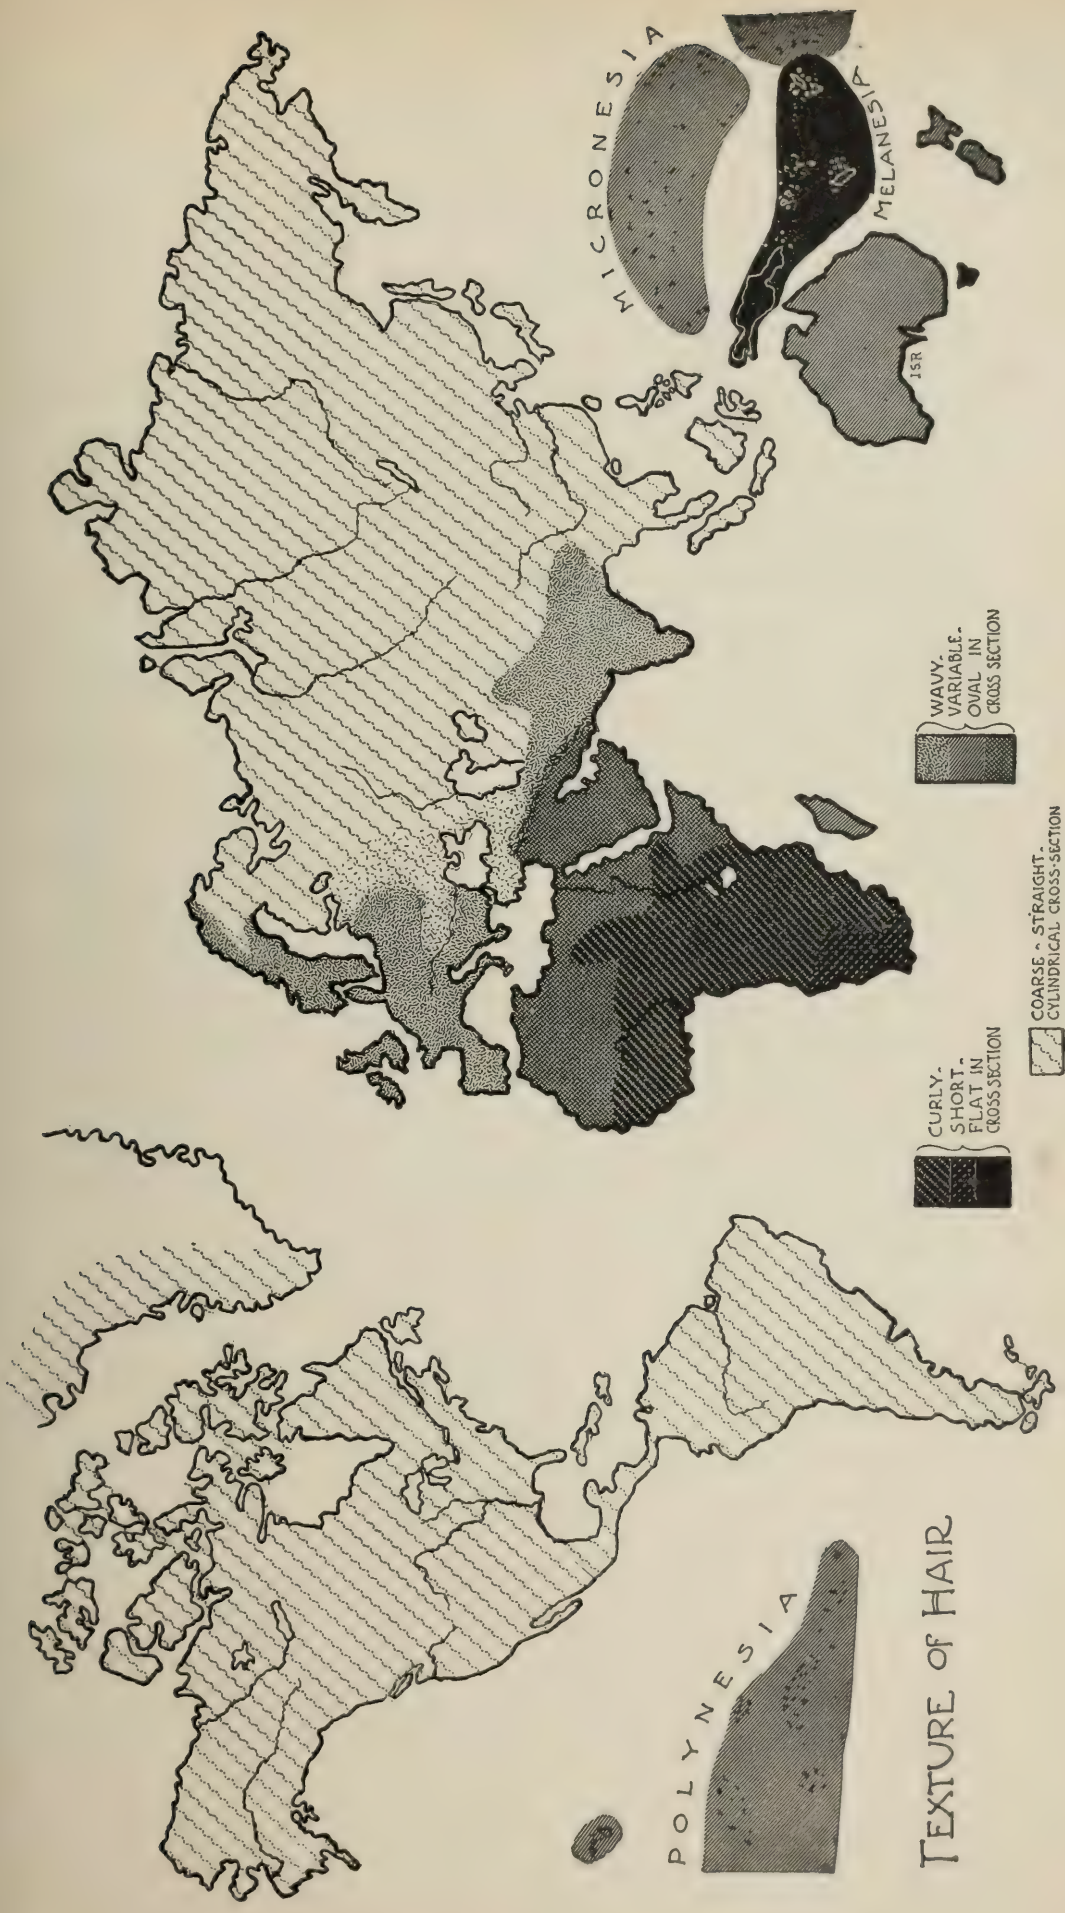 MICRONESIA
MELANESIA
ISR
POLYNESIA
TEXTURE OF HAIR
CURLY-
SHORT-
FLAT IN
CROSS SECTION
COARSE - STRAIGHT-
CYLINDRICAL CROSS-SECTION
WAVY-
VARIABLE-
OVAL IN
CROSS SECTION